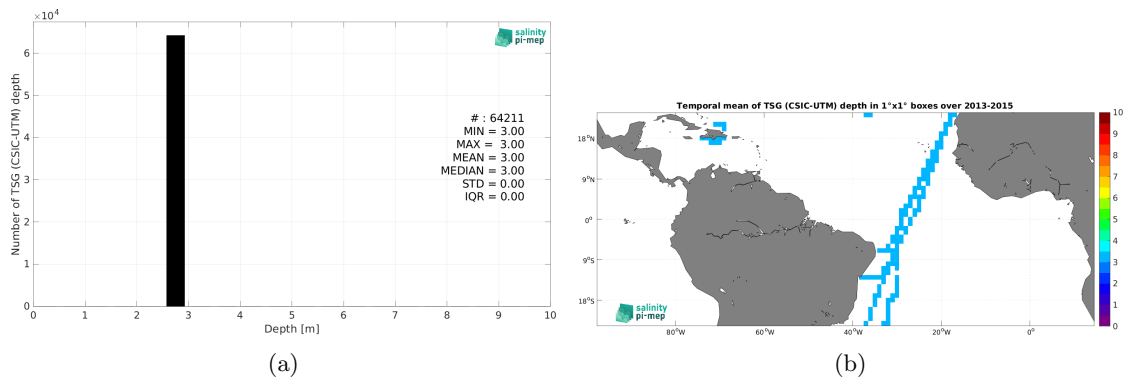 ×10⁴
salinity
pi-mep
6
5
4
3
2
1
0
Number of TSG (CSIC-UTM) depth
# : 64211
MIN = 3.00
MAX = 3.00
MEAN = 3.00
MEDIAN = 3.00
STD = 0.00
IQR = 0.00
0 1 2 3 4 5 6 7 8 9 10
Depth [m]
(a)
Temporal mean of TSG (CSIC-UTM) depth in 1°x1° boxes over 2013-2015
18°N
9°N
0°
9°S
18°S
salinity
pi-mep
80°W 60°W 40°W 20°W 0°
10
9
8
7
6
5
4
3
2
1
0
(b)